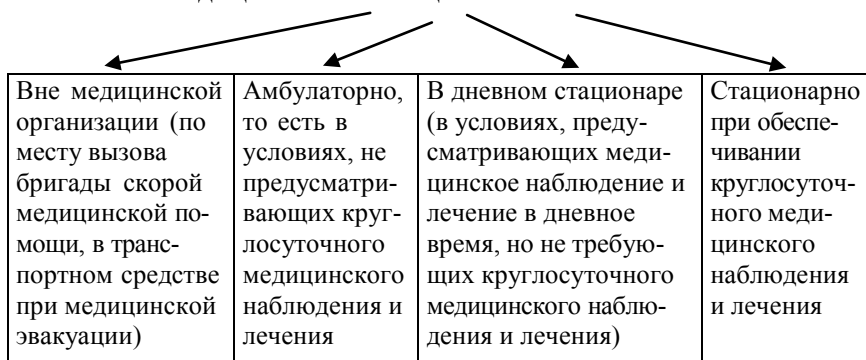 Вне медицинской
организации (по
месту вызова
бригады скорой
медицинской по-
мощи, в транс-
портном средстве
при медицинской
эвакуации)
Амбулаторно,
то есть в
условиях, не
предусматри-
вающих круг-
лосуточного
медицинского
наблюдения и
лечения
В дневном стационаре
(в условиях, преду-
сматривающих меди-
цинское наблюдение и
лечение в дневное
время, но не требую-
щих круглосуточного
медицинского наблю-
дения и лечения)
Стационарно
при обеспе-
чивании
круглосуточ-
ного меди-
цинского
наблюдения
и лечения